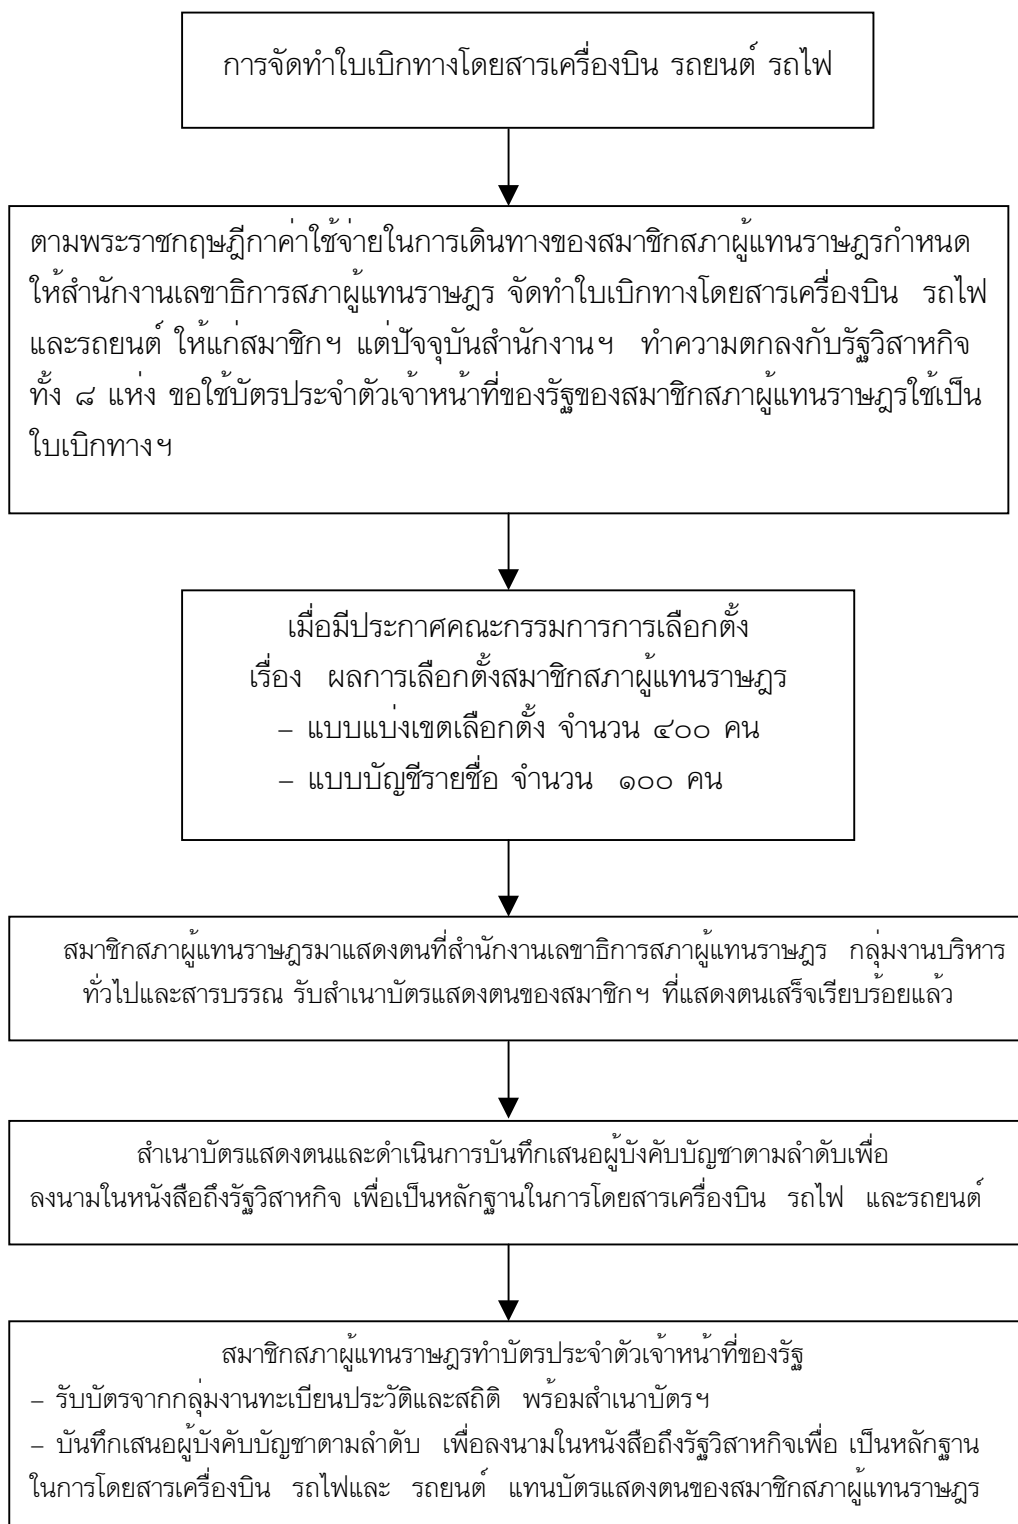 การจัดทำใบเบิกทางโดยสารเครื่องบิน รถยนต์ รถไฟ
ตามพระราชกฤษฎีกาค่าใช้จ่ายในการเดินทางของสมาชิกสภาผู้แทนราษฎรกำหนด
ให้สำนักงานเลขาธิการสภาผู้แทนราษฎร จัดทำใบเบิกทางโดยสารเครื่องบิน รถไฟ
และรถยนต์ ให้แก่สมาชิกฯ แต่ปัจจุบันสำนักงานฯ ทำความตกลงกับรัฐวิสาหกิจ
ทั้ง ๘ แห่ง ขอใช้บัตรประจำตัวเจ้าหน้าที่ของรัฐของสมาชิกสภาผู้แทนราษฎรใช้เป็น
ใบเบิกทางฯ
เมื่อมีประกาศคณะกรรมการการเลือกตั้ง
เรื่อง ผลการเลือกตั้งสมาชิกสภาผู้แทนราษฎร
– แบบแบ่งเขตเลือกตั้ง จำนวน ๔๐๐ คน
– แบบบัญชีรายชื่อ จำนวน ๑๐๐ คน
สมาชิกสภาผู้แทนราษฎรมาแสดงตนที่สำนักงานเลขาธิการสภาผู้แทนราษฎร กลุ่มงานบริหาร
ทั่วไปและสารบรรณ รับสำเนาบัตรแสดงตนของสมาชิกฯ ที่แสดงตนเสร็จเรียบร้อยแล้ว
สำเนาบัตรแสดงตนและดำเนินการบันทึกเสนอผู้บังคับบัญชาตามลำดับเพื่อ
ลงนามในหนังสือถึงรัฐวิสาหกิจ เพื่อเป็นหลักฐานในการโดยสารเครื่องบิน รถไฟ และรถยนต์
สมาชิกสภาผู้แทนราษฎรทำบัตรประจำตัวเจ้าหน้าที่ของรัฐ
– รับบัตรจากกลุ่มงานทะเบียนประวัติและสถิติ พร้อมสำเนาบัตรฯ
– บันทึกเสนอผู้บังคับบัญชาตามลำดับ เพื่อลงนามในหนังสือถึงรัฐวิสาหกิจเพื่อ เป็นหลักฐาน
ในการโดยสารเครื่องบิน รถไฟและ รถยนต์ แทนบัตรแสดงตนของสมาชิกสภาผู้แทนราษฎร